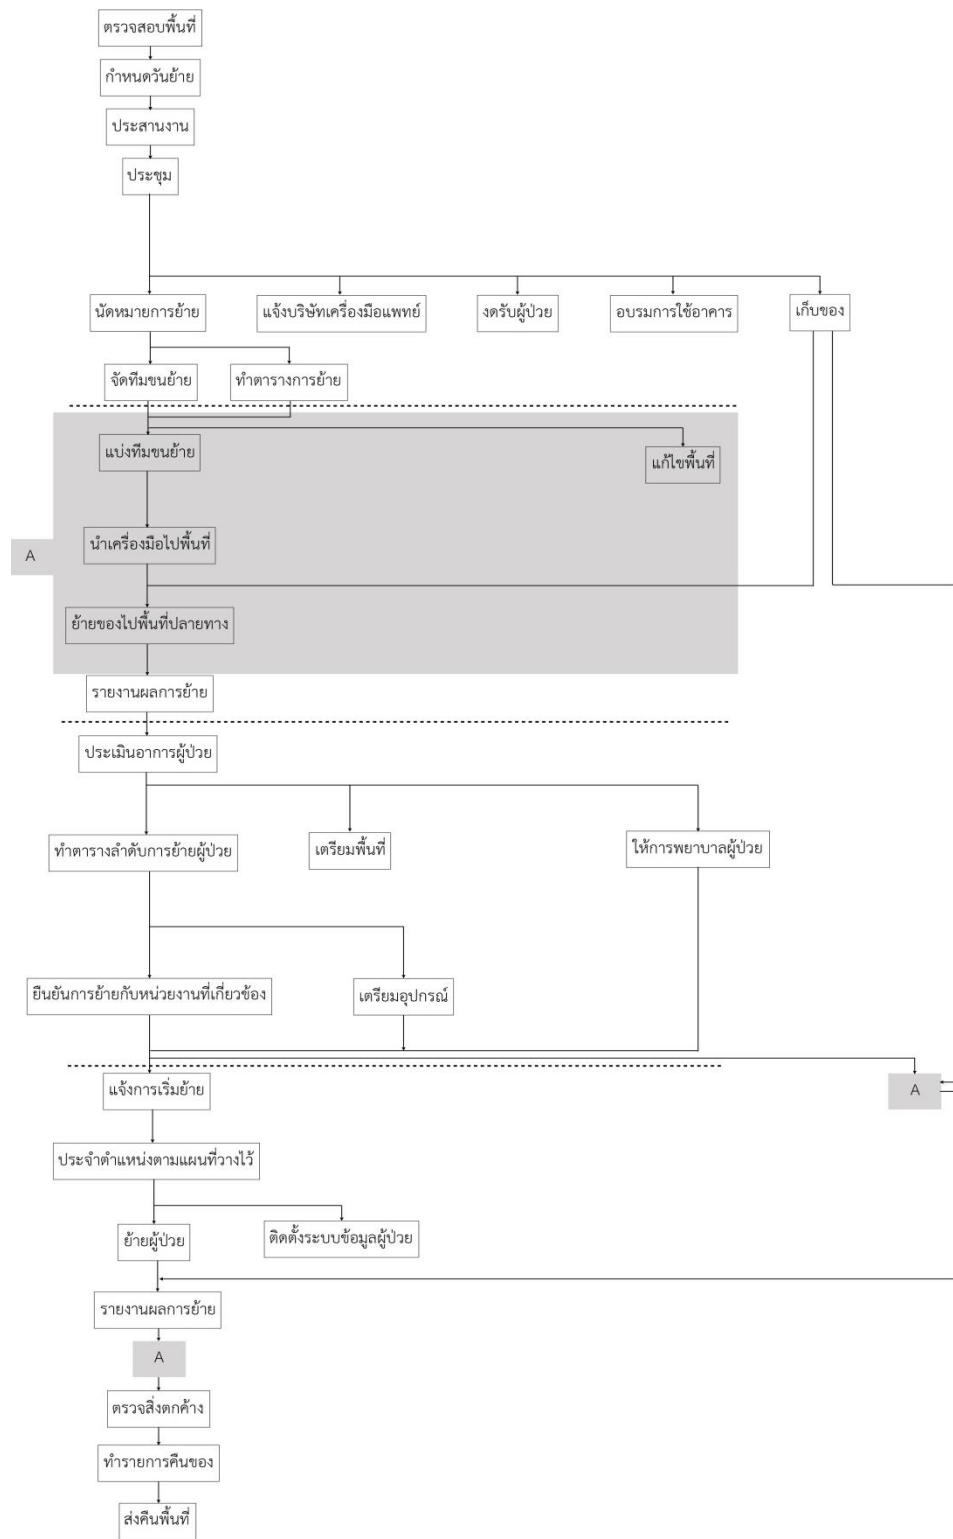 ตรวจสอบพื้นที่
กำหนดวันย้าย
ประสานงาน
ประชุม
นัดหมายการย้าย
แจ้งบริษัทเครื่องมือแพทย์
งดรับผู้ป่วย
อบรมการใช้อาคาร
เก็บของ
จัดทีมขนย้าย
ทำตารางการย้าย
แบ่งทีมขนย้าย
แก้ไขพื้นที่
นำเครื่องมือไปพื้นที่
A
ย้ายของไปพื้นที่ปลายทาง
รายงานผลการย้าย
ประเมินอาการผู้ป่วย
ทำตารางลำดับการย้ายผู้ป่วย
เตรียมพื้นที่
ให้การพยาบาลผู้ป่วย
ยืนยันการย้ายกับหน่วยงานที่เกี่ยวข้อง
เตรียมอุปกรณ์
แจ้งการเริ่มย้าย
A
ประจำตำแหน่งตามแผนที่วางไว้
ย้ายผู้ป่วย
ติดตั้งระบบข้อมูลผู้ป่วย
รายงานผลการย้าย
A
ตรวจสิ่งตกค้าง
ทำรายการคืนของ
ส่งคืนพื้นที่